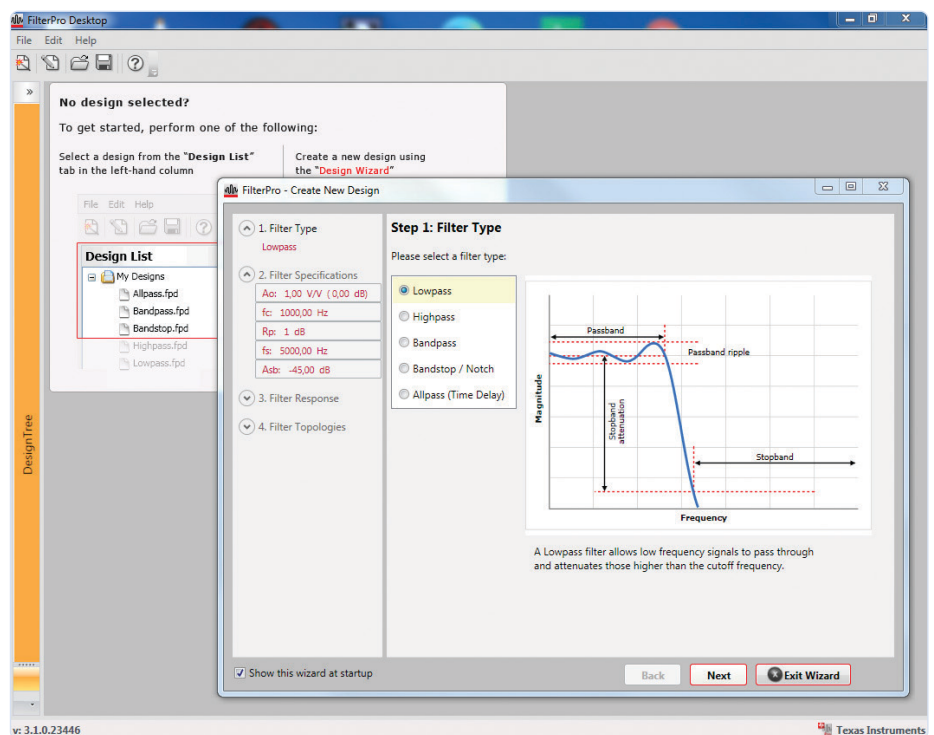 FilterPro Desktop
File Edit Help
»
No design selected?
To get started, perform one of the following:
Select a design from the "Design List"
tab in the left-hand column
Create a new design using
the "Design Wizard"
File Edit Help
Design List
My Designs
Allpass.fpd
Bandpass.fpd
Bandstop.fpd
Highpass.fpd
Lowpass.fpd
DesignTree
FilterPro - Create New Design
1. Filter Type
Lowpass
2. Filter Specifications
Ao: 1,00 V/V (0,00 dB)
fc: 1000,00 Hz
Rp: 1 dB
fs: 5000,00 Hz
Asb: -45,00 dB
3. Filter Response
4. Filter Topologies
Step 1: Filter Type
Please select a filter type:
Lowpass
Highpass
Bandpass
Bandstop / Notch
Allpass (Time Delay)
Passband
Passband ripple
Magnitude
Stopband
attenuation
Stopband
Frequency
A Lowpass filter allows low frequency signals to pass through
and attenuates those higher than the cutoff frequency.
Show this wizard at startup
Back Next Exit Wizard
v: 3.1.0.23446
Texas Instruments